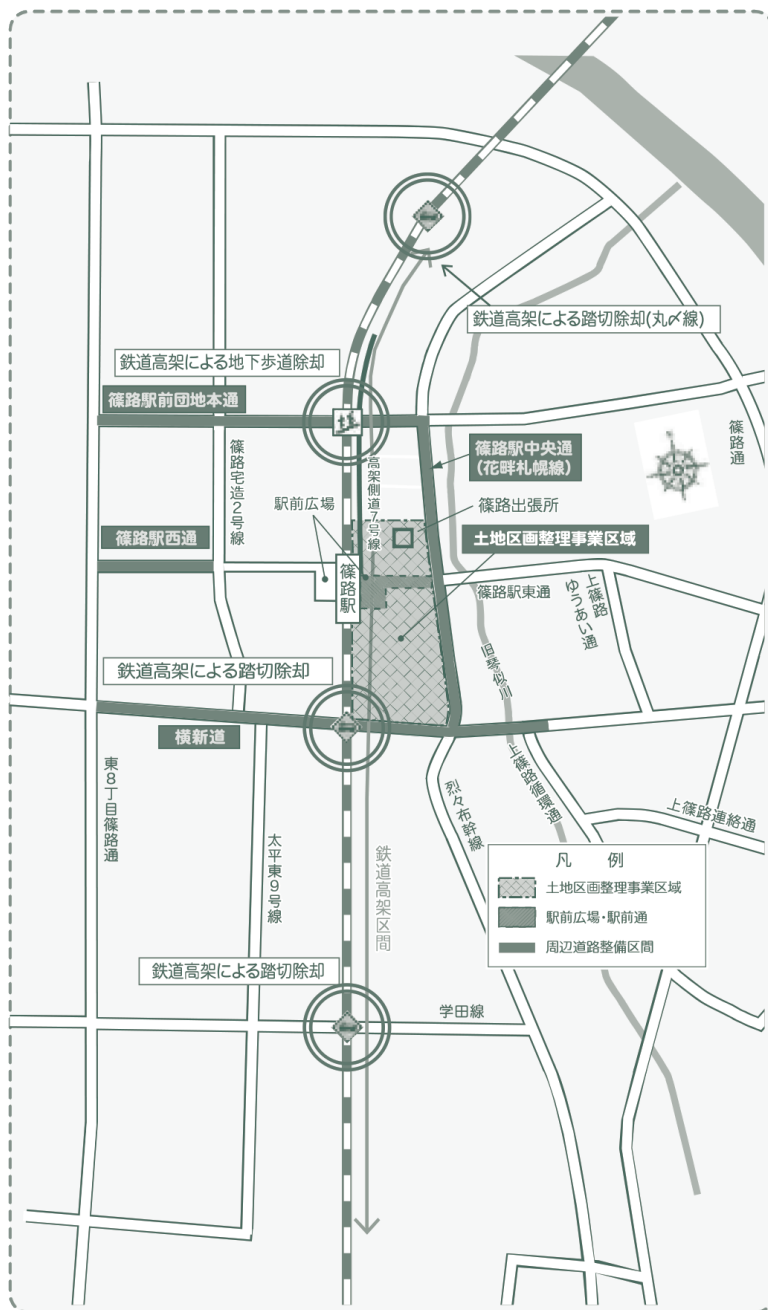 鉄道高架による踏切除却(丸〆線)
鉄道高架による地下歩道除却
篠路駅前団地本通
篠路通
篠路駅中央通
(花畔札幌線)
篠路宅造2号線
高架側道7号線
駅前広場
篠路出張所
篠路駅西通
土地区画整理事業区域
篠路駅
篠路駅東通
上篠路
ゆうあい通
旧琴似川
鉄道高架による踏切除却
横新道
東8丁目篠路通
上篠路循環通
烈々布幹線
上篠路連絡通
太平東9号線
鉄道高架区間
凡 例
土地区画整理事業区域
駅前広場・駅前通
周辺道路整備区間
鉄道高架による踏切除却
学田線